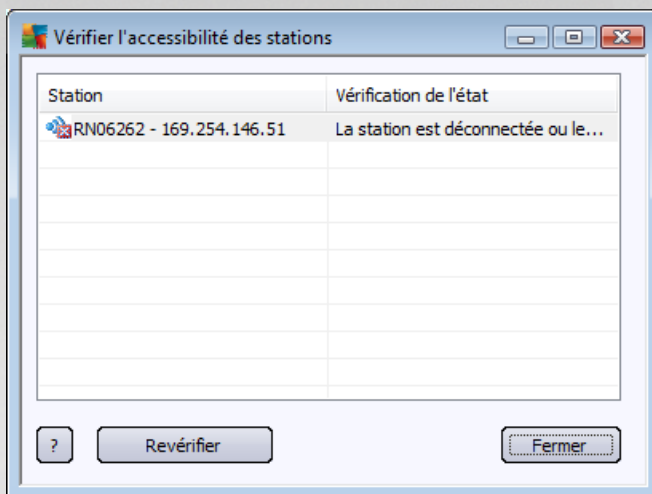 Vérifier l'accessibilité des stations
Station Vérification de l'état
RN06262 - 169.254.146.51 La station est déconnectée ou le...
? Revérifier Fermer